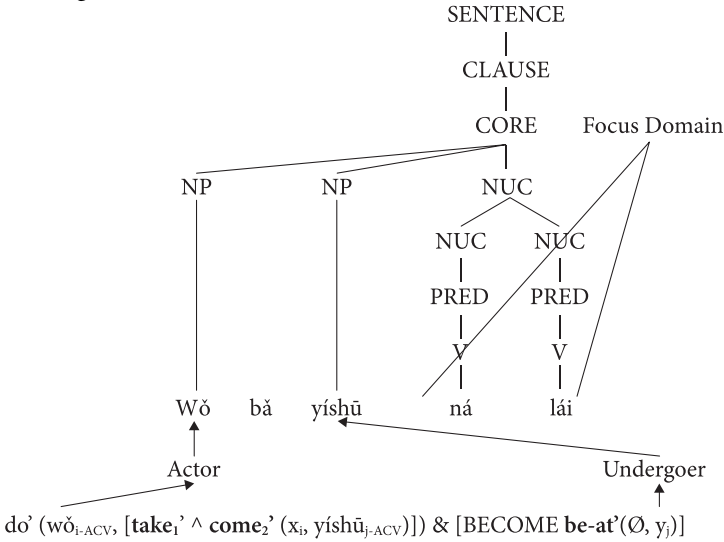 SENTENCE
CLAUSE
CORE Focus Domain
NP NP NUC
NUC NUC
PRED PRED
V V
Wǒ bǎ yíshū ná lái
Actor Undergoer
do’ (wǒi-ACV, [take1’ ^ come2’ (xi, yíshūj-ACV)]) & [BECOME be-at’(Ø, yj)]